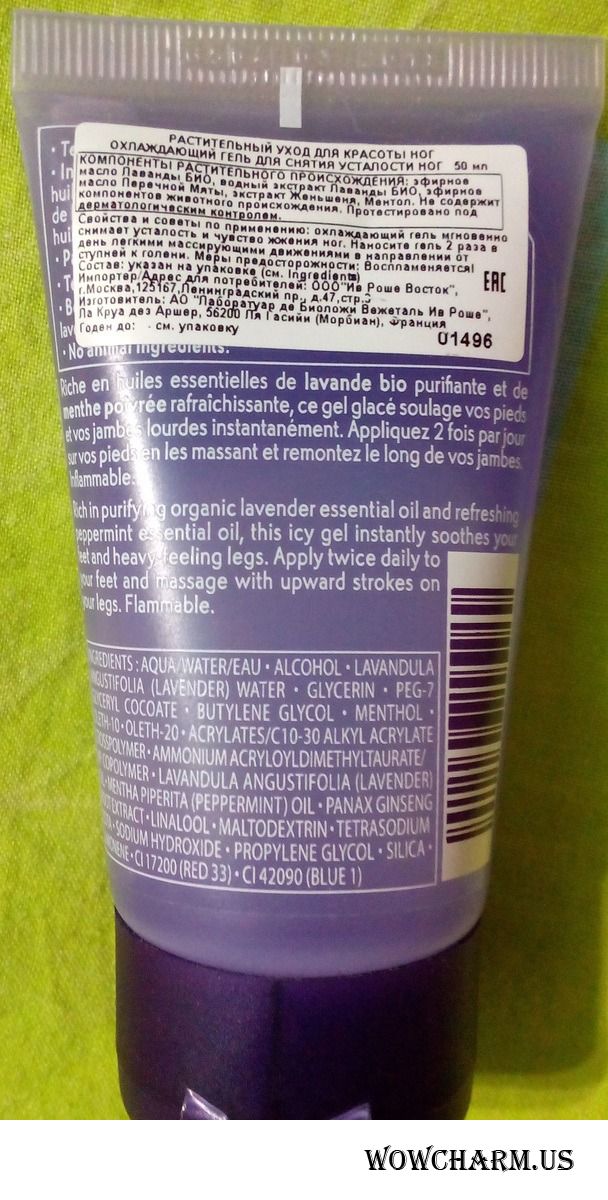 РАСТИТЕЛЬНЫЙ УХОД ДЛЯ КРАСОТЫ НОГ
ОХЛАЖДАЮЩИЙ ГЕЛЬ ДЛЯ СНЯТИЯ УСТАЛОСТИ НОГ 50 мл
КОМПОНЕНТЫ РАСТИТЕЛЬНОГО ПРОИСХОЖДЕНИЯ: эфирное
масло Лаванды БИО, водный экстракт Лаванды БИО, эфирное
масло Перечной Мяты, экстракт Женьшеня, Ментол. Не содержит
компонентов животного происхождения. Протестировано под
дерматологическим контролем.
Свойства и советы по применению: охлаждающий гель мгновенно
снимает усталость и чувство жжения ног. Наносите гель 2 раза в
день легкими массирующими движениями в направлении от
ступней к голени. Меры предосторожности: Воспламеняется!
Состав: указан на упаковке (см. Ingredients)
Импортер/Адрес для потребителей: ООО"Ив Роше Восток",
г.Москва,125167,Ленинградский пр., д.47,стр.3
Изготовитель: АО "Лаборатуар де Биоложи Вежеталь Ив Роше",
Ла Круа дез Аршер, 56200 Ля Гасийи (Морбиан), Франция
Годен до: - см. упаковку
EAC
01496
• No animal ingredients.
Riche en huiles essentielles de lavande bio purifiante et de
menthe poivrée rafraîchissante, ce gel glacé soulage vos pieds
et vos jambes lourdes instantanément. Appliquez 2 fois par jour
sur vos pieds en les massant et remontez le long de vos jambes.
Inflammable.
Rich in purifying organic lavender essential oil and refreshing
peppermint essential oil, this icy gel instantly soothes your
feet and heavy-feeling legs. Apply twice daily to
your feet and massage with upward strokes on
your legs. Flammable.
INGREDIENTS : AQUA/WATER/EAU • ALCOHOL • LAVANDULA
ANGUSTIFOLIA (LAVENDER) WATER • GLYCERIN • PEG-7
GLYCERYL COCOATE • BUTYLENE GLYCOL • MENTHOL •
OLETH-20 • ACRYLATES/C10-30 ALKYL ACRYLATE
CROSSPOLYMER • AMMONIUM ACRYLOYLDIMETHYLTAURATE/
COPOLYMER • LAVANDULA ANGUSTIFOLIA (LAVENDER)
MENTHA PIPERITA (PEPPERMINT) OIL • PANAX GINSENG
EXTRACT • LINALOOL • MALTODEXTRIN • TETRASODIUM
• SODIUM HYDROXIDE • PROPYLENE GLYCOL • SILICA •
• CI 17200 (RED 33) • CI 42090 (BLUE 1)
WOWCHARM.US